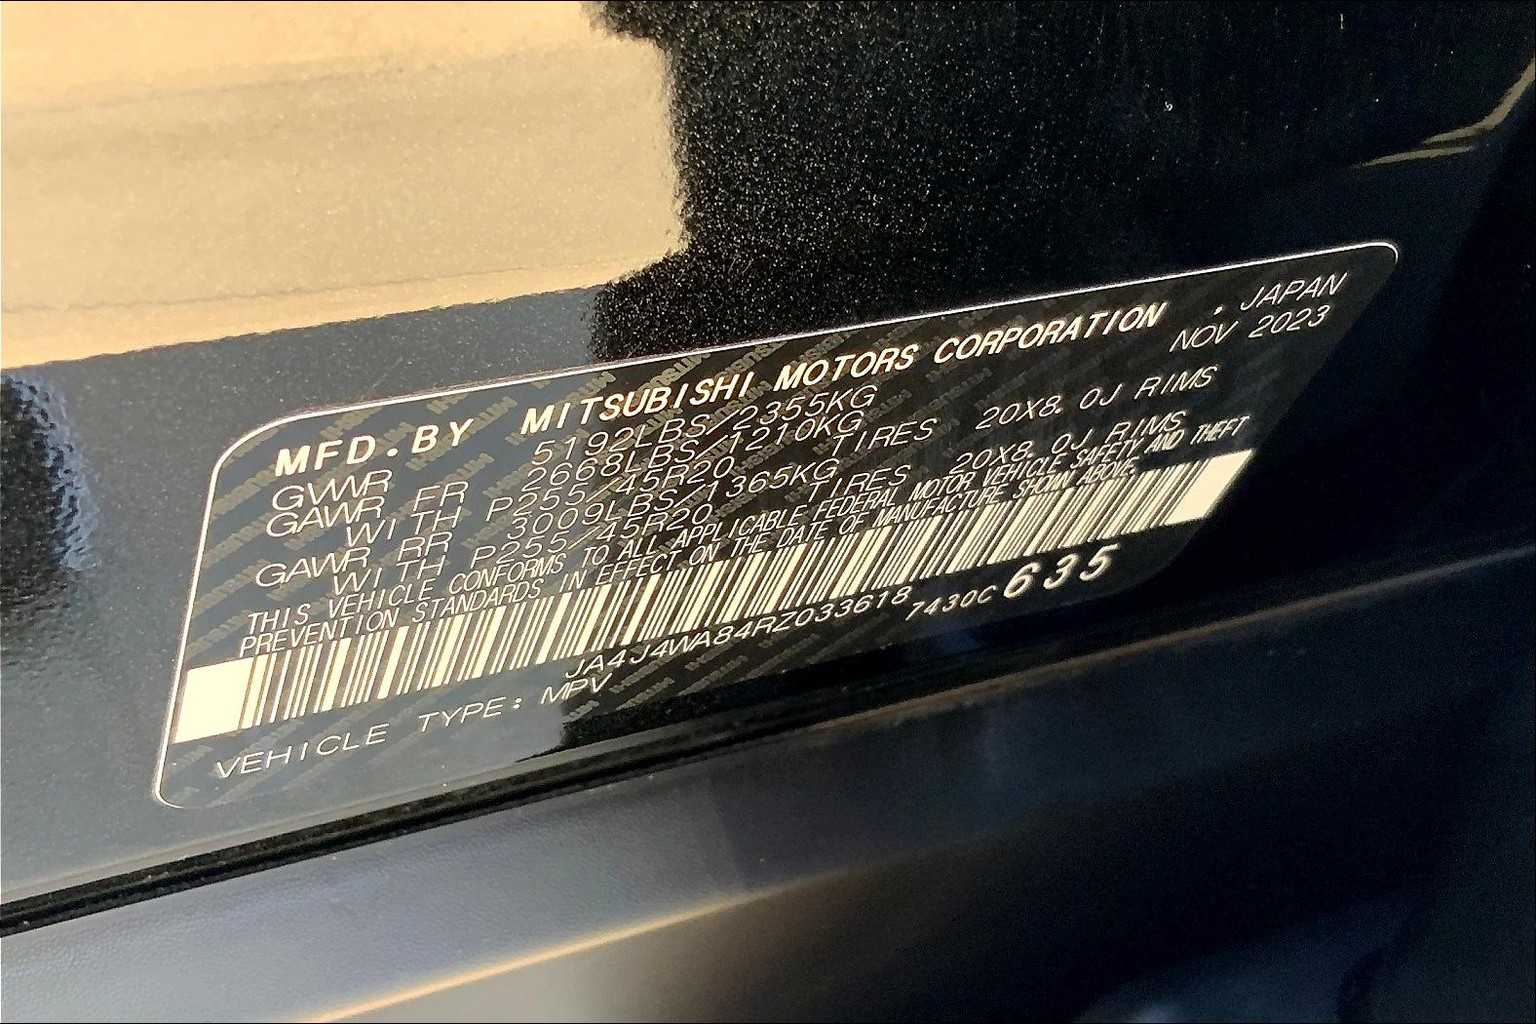 MFD.BY MITSUBISHI MOTORS CORPORATION . JAPAN
NOV 2023
GVWR 5192LBS/2355KG
GAWR FR 2668LBS/1210KG
WITH P255/45R20 TIRES 20X8.0J RIMS
GAWR RR 3009LBS/1365KG
WITH P255/45R20 TIRES 20X8.0J RIMS
THIS VEHICLE CONFORMS TO ALL APPLICABLE FEDERAL MOTOR VEHICLE SAFETY AND THEFT
PREVENTION STANDARDS IN EFFECT ON THE DATE OF MANUFACTURE SHOWN ABOVE.
JA4J4WA84RZ033618
7430C635
VEHICLE TYPE: MPV